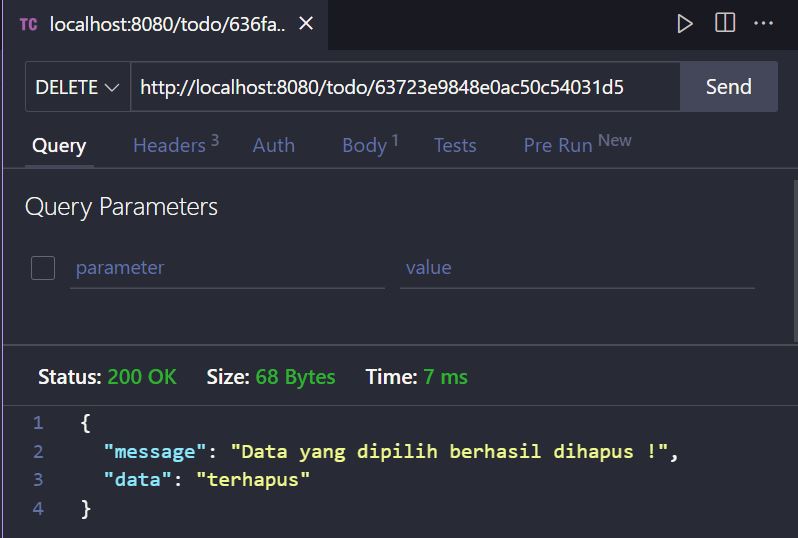 TC localhost:8080/todo/636fa..
DELETE http://localhost:8080/todo/63723e9848e0ac50c54031d5 Send
Query Headers 3 Auth Body 1 Tests Pre Run New
Query Parameters
parameter value
Status: 200 OK Size: 68 Bytes Time: 7 ms
1 {
2 "message": "Data yang dipilih berhasil dihapus !",
3 "data": "terhapus"
4 }